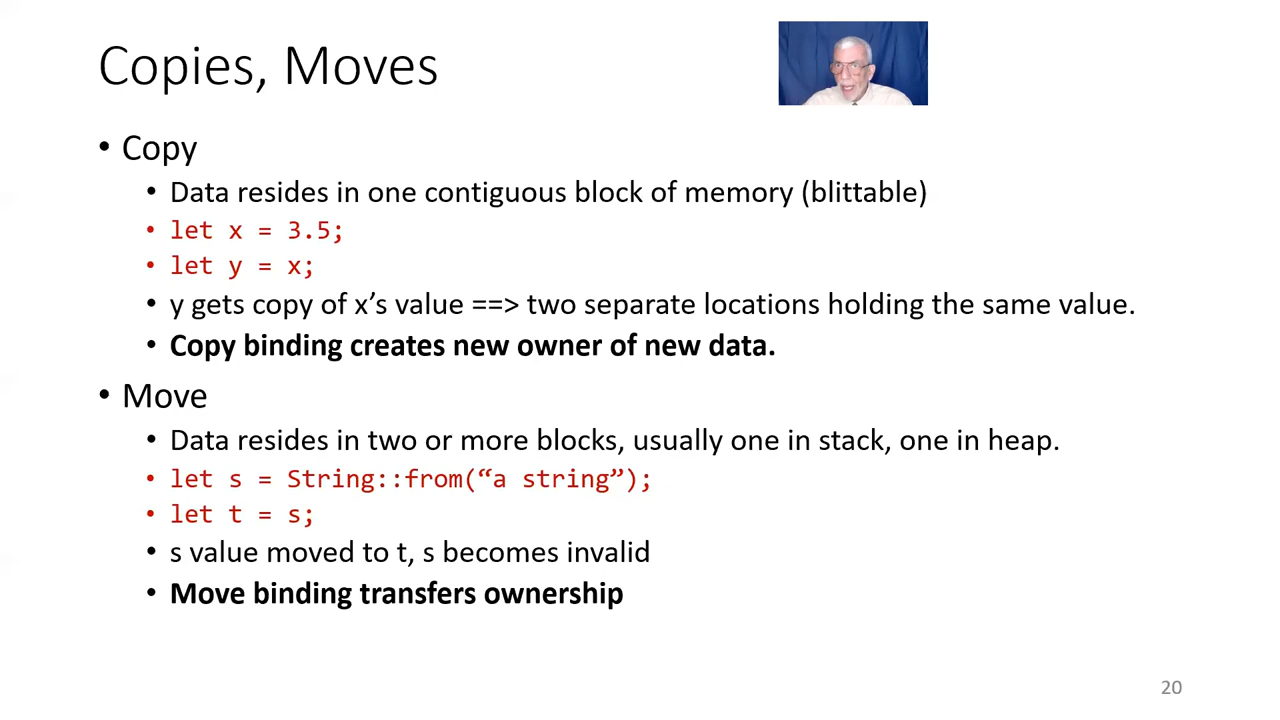 Copies, Moves
• Copy
• Data resides in one contiguous block of memory (blittable)
• let x = 3.5;
• let y = x;
• y gets copy of x’s value ==> two separate locations holding the same value.
• Copy binding creates new owner of new data.
• Move
• Data resides in two or more blocks, usually one in stack, one in heap.
• let s = String::from(“a string”);
• let t = s;
• s value moved to t, s becomes invalid
• Move binding transfers ownership
20